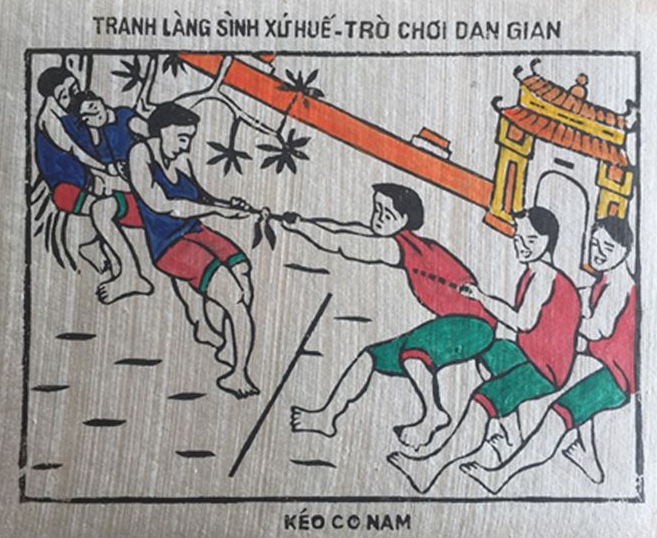 TRANH LÀNG SÌNH XỨ HUẾ-TRÒ CHƠI DAN GIAN
KÉO CO NAM